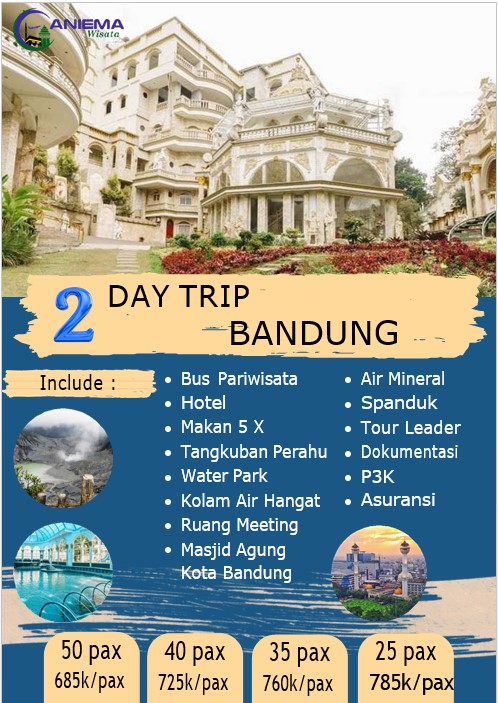 CANIEMA
Wisata
2 DAY TRIP
BANDUNG
Include :
Bus Pariwisata
Hotel
Makan 5 X
Tangkuban Perahu
Water Park
Kolam Air Hangat
Ruang Meeting
Masjid Agung
Kota Bandung
Air Mineral
Spanduk
Tour Leader
Dokumentasi
P3K
Asuransi
50 pax
685k/pax
40 pax
725k/pax
35 pax
760k/pax
25 pax
785k/pax